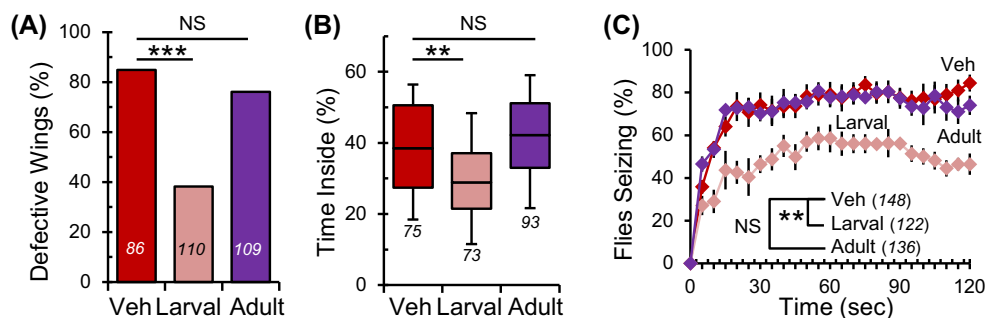 (A)
NS
***
Defective Wings (%)
100
80
60
40
20
0
86
110
109
Veh Larval Adult
(B)
NS
**
Time Inside
(%)
60
40
20
0
75
73
93
Veh Larval Adult
(C)
Flies Seizing (%)
100
80
60
40
20
0
Veh
Larval
Adult
NS
**
Veh (148)
Larval (122)
Adult (136)
0 30 60 90 120
Time (sec)